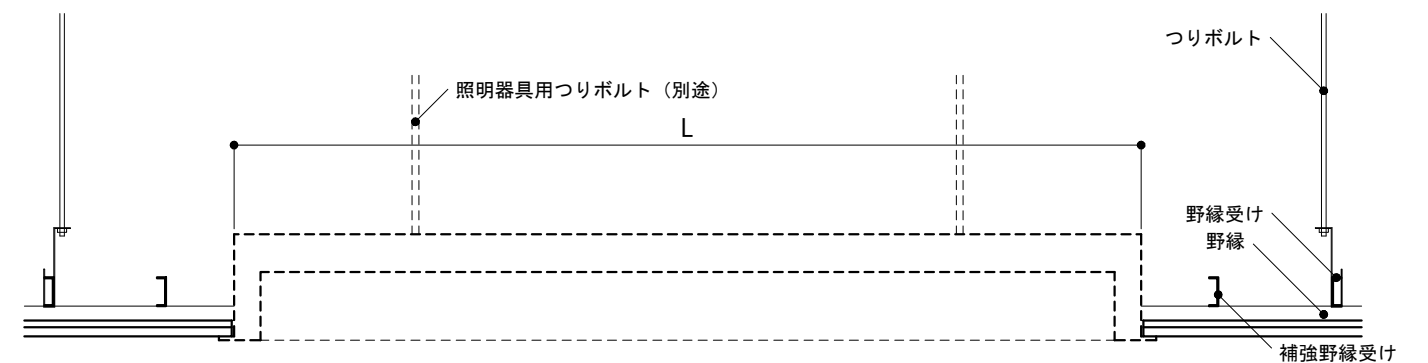 つりボルト
照明器具用つりボルト（別途）
L
野縁受け
野縁
補強野縁受け